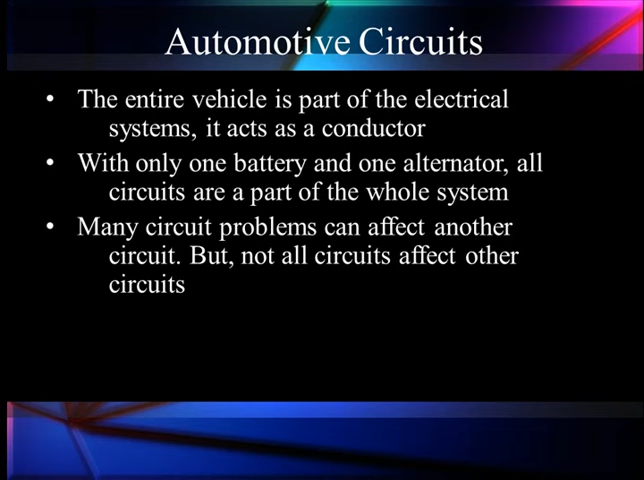 Automotive Circuits
• The entire vehicle is part of the electrical
systems, it acts as a conductor
• With only one battery and one alternator, all
circuits are a part of the whole system
• Many circuit problems can affect another
circuit. But, not all circuits affect other
circuits